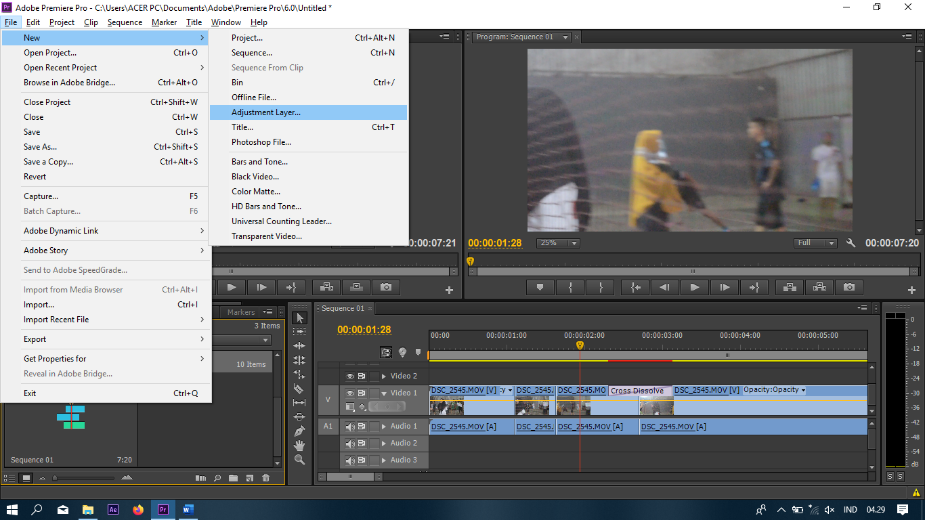 Adobe Premiere Pro - C:\Users\ACER PC\Documents\Adobe\Premiere Pro\6.0\Untitled *
File Edit Project Clip Sequence Marker Title Window Help
New
Open Project... Ctrl+O
Open Recent Project
Browse in Adobe Bridge... Ctrl+Alt+O
Close Project Ctrl+Shift+W
Close Ctrl+W
Save Ctrl+S
Save As... Ctrl+Shift+S
Save a Copy... Ctrl+Alt+S
Revert
Capture... F5
Batch Capture... F6
Adobe Dynamic Link
Adobe Story
Send to Adobe SpeedGrade...
Import from Media Browser Ctrl+Alt+I
Import... Ctrl+I
Import Recent File
Export
Get Properties for
Reveal in Adobe Bridge...
Exit Ctrl+Q
Project... Ctrl+Alt+N
Sequence... Ctrl+N
Sequence From Clip
Bin Ctrl+/
Offline File...
Adjustment Layer...
Title... Ctrl+T
Photoshop File...
Bars and Tone...
Black Video...
Color Matte...
HD Bars and Tone...
Universal Counting Leader...
Transparent Video...
00:00:07:21
Program: Sequence 01
00:00:01:28 25% Full 00:00:07:20
Markers
3 Items
10 Items
Sequence 01 7:20
Sequence 01
00:00:01:28
00:00 00:00:01:00 00:00:02:00 00:00:03:00 00:00:04:00 00:00:05:00
Video 2
V Video 1 DSC_2545.MOV [V] :y DSC_2545. DSC_2545.MOV Cross Dissolve DSC_2545.MOV [V] Opacity:Opacity
A1 Audio 1 DSC_2545.MOV [A] DSC_2545. DSC_2545.MOV [A] DSC_2545.MOV [A]
Audio 2
Audio 3
0
-6
-12
-18
-24
-30
-36
-42
-48
-54
dB
S S
Ae Pr W IND 04.29